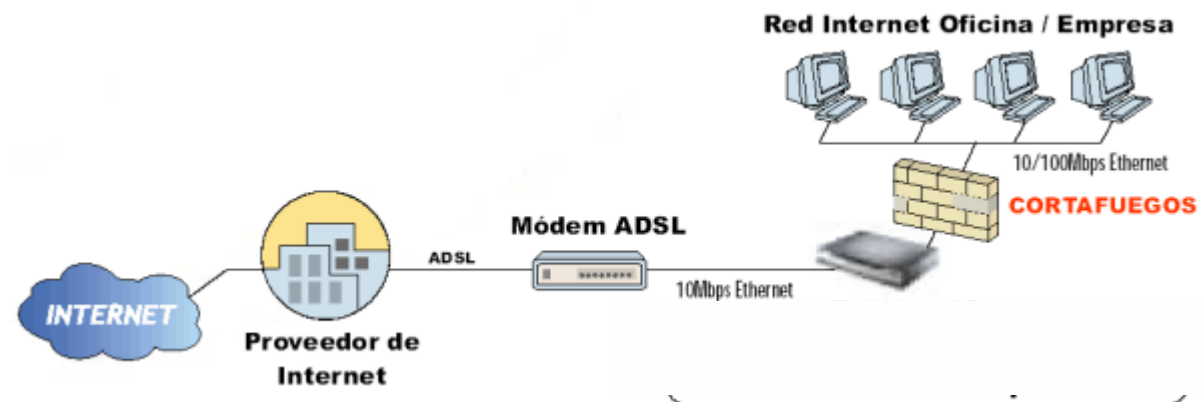 Red Internet Oficina / Empresa
10/100Mbps Ethernet
CORTAFUEGOS
Módem ADSL
ADSL
10Mbps Ethernet
INTERNET
Proveedor de
Internet